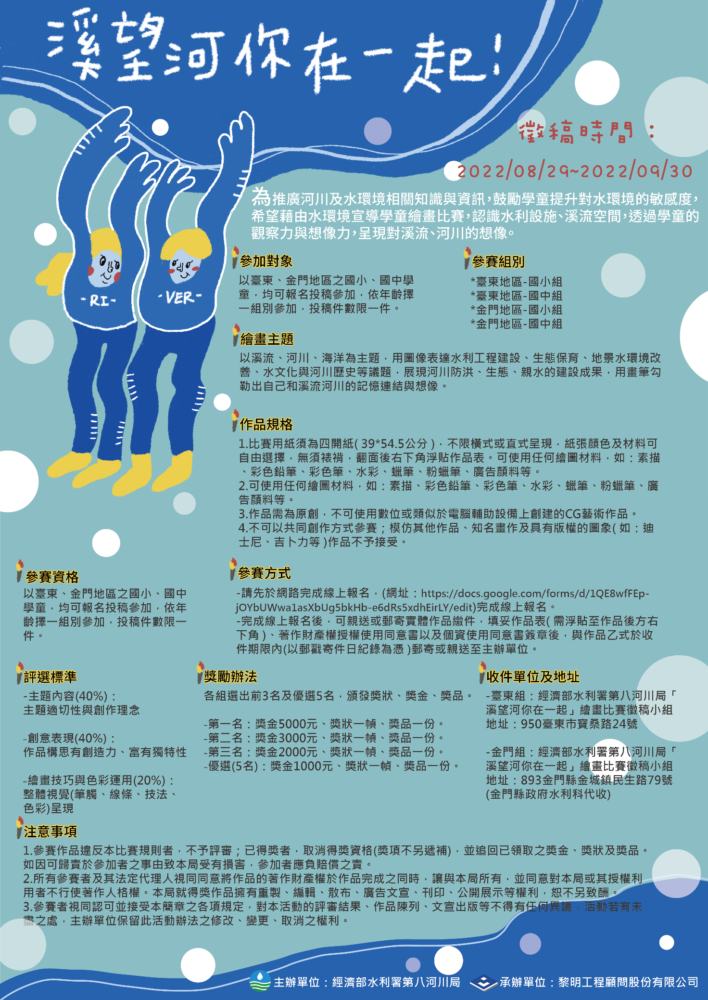 溪望河你在一起!
徵稿時間：
2022/08/29~2022/09/30
為推廣河川及水環境相關知識與資訊，鼓勵學童提升對水環境的敏感度，
希望藉由水環境宣導學童繪畫比賽，認識水利設施、溪流空間，透過學童的
觀察力與想像力，呈現對溪流、河川的想像。
-RI-
-VER-
參加對象
以臺東、金門地區之國小、國中學
童，均可報名投稿參加，依年齡擇
一組別參加，投稿件數限一件。
參賽組別
*臺東地區-國小組
*臺東地區-國中組
*金門地區-國小組
*金門地區-國中組
繪畫主題
以溪流、河川、海洋為主題，用圖像表達水利工程建設、生態保育、地景水環境改
善、水文化與河川歷史等議題，展現河川防洪、生態、親水的建設成果，用畫筆勾
勒出自己和溪流河川的記憶連結與想像。
作品規格
1.比賽用紙須為四開紙( 39*54.5公分 )，不限橫式或直式呈現，紙張顏色及材料可
自由選擇，無須裱褙，翻面後右下角浮貼作品表。可使用任何繪圖材料，如：素描
、彩色鉛筆、彩色筆、水彩、蠟筆、粉蠟筆、廣告顏料等。
2.可使用任何繪圖材料，如：素描、彩色鉛筆、彩色筆、水彩、蠟筆、粉蠟筆、廣
告顏料等。
3.作品需為原創，不可使用數位或類似於電腦輔助設備上創建的CG藝術作品。
4.不可以共同創作方式參賽；模仿其他作品、知名畫作及具有版權的圖象( 如：迪
士尼、吉卜力等 )作品不予接受。
參賽資格
以臺東、金門地區之國小、國中
學童，均可報名投稿參加，依年
齡擇一組別參加，投稿件數限一
件。
參賽方式
-請先於網路完成線上報名，(網址：https://docs.google.com/forms/d/1QE8wfFEp-
jOYbUWwa1asXbUg5bkHb-e6dRs5xdhEirLY/edit)完成線上報名。
-完成線上報名後，可親送或郵寄實體作品繳件，填妥作品表( 需浮貼至作品後方右
下角 )、著作財產權授權使用同意書以及個資使用同意書簽章後，與作品乙式於收
件期限內(以郵戳寄件日紀錄為憑 )郵寄或親送至主辦單位。
評選標準
-主題內容(40%)：
主題適切性與創作理念
-創意表現(40%)：
作品構思有創造力、富有獨特性
-繪畫技巧與色彩運用(20%)：
整體視覺(筆觸、線條、技法、
色彩)呈現
獎勵辦法
各組選出前3名及優選5名，頒發獎狀、獎金、獎品。
-第一名：獎金5000元、獎狀一幀、獎品一份。
-第二名：獎金3000元、獎狀一幀、獎品一份。
-第三名：獎金2000元、獎狀一幀、獎品一份。
-優選(5名)：獎金1000元、獎狀一幀、獎品一份。
收件單位及地址
-臺東組：經濟部水利署第八河川局「
溪望河你在一起」繪畫比賽徵稿小組
地址：950臺東市寶桑路24號
-金門組：經濟部水利署第八河川局「
溪望河你在一起」繪畫比賽徵稿小組
地址：893金門縣金城鎮民生路79號
(金門縣政府水利科代收)
注意事項
1.參賽作品違反本比賽規則者，不予評審；已得獎者，取消得獎資格(獎項不另遞補)，並追回已領取之獎金、獎狀及獎品。
如因可歸責於參加者之事由致本局受有損害，參加者應負賠償之責。
2.所有參賽者及其法定代理人視同同意將作品的著作財產權於作品完成之同時，讓與本局所有，並同意對本局或其授權利
用者不行使著作人格權。本局就得獎作品擁有重製、編輯、散布、廣告文宣、刊印、公開展示等權利，恕不另致酬。
3.參賽者視同認可並接受本簡章之各項規定，對本活動的評審結果、作品陳列、文宣出版等不得有任何異議，活動若有未
盡之處，主辦單位保留此活動辦法之修改、變更、取消之權利。
主辦單位：經濟部水利署第八河川局
承辦單位：黎明工程顧問股份有限公司